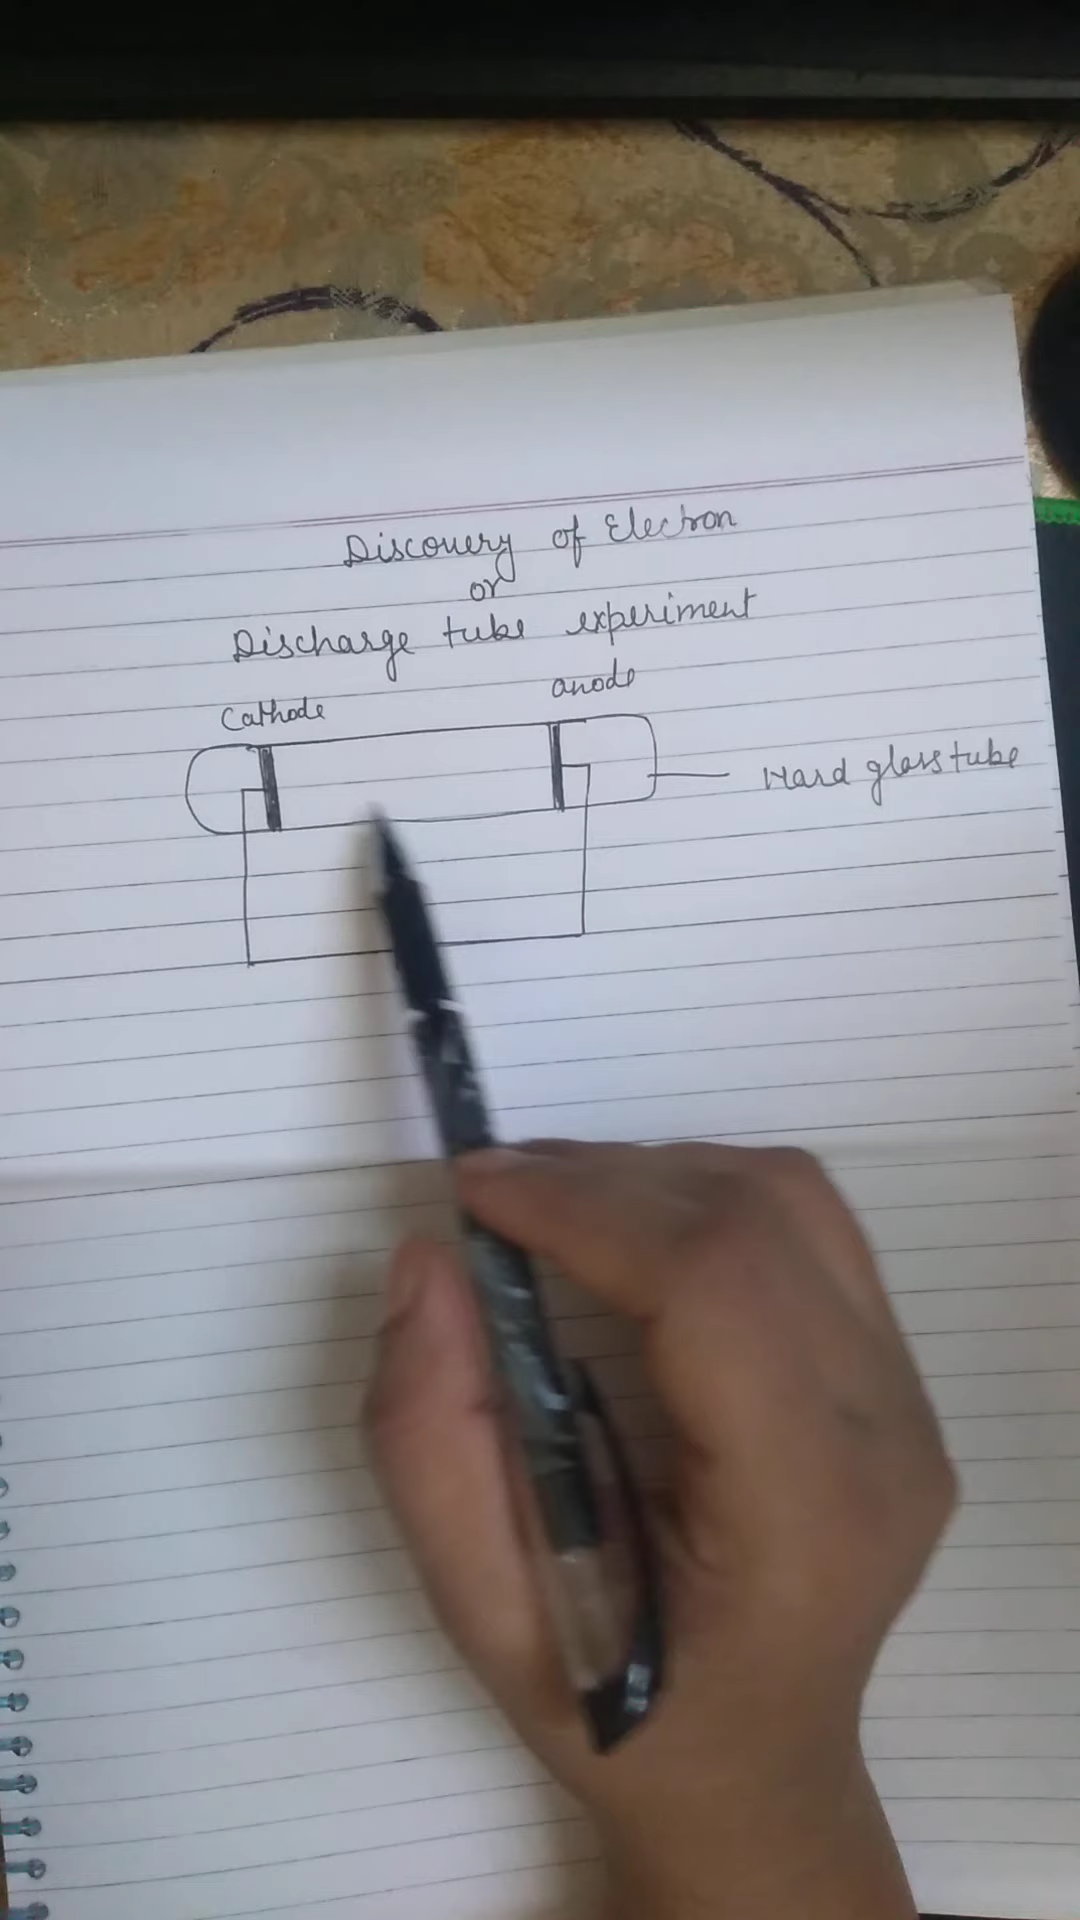 Discovery of Electron
or
Discharge tube experiment
Cathode
anode
Hard glass tube